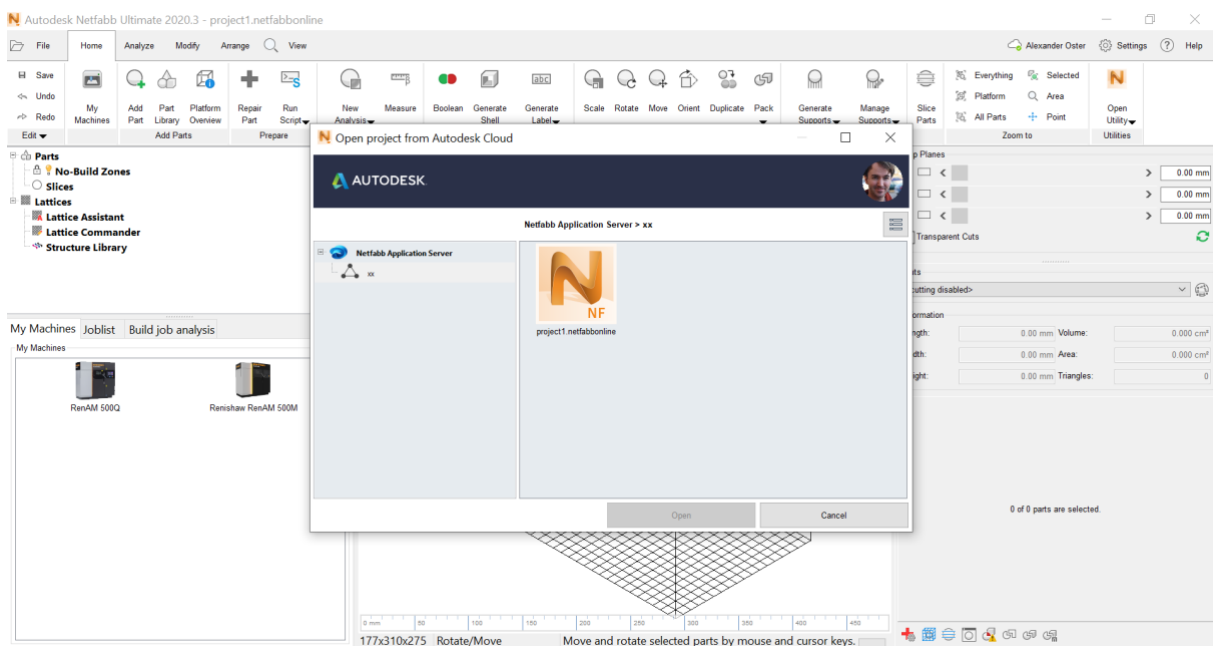 Autodesk Netfabb Ultimate 2020.3 - project1.netfabbonline
File Home Analyze Modify Arrange View Alexander Oster Settings ? Help
Save
Undo
Redo
Edit
My Machines
Add Part
Part Library
Platform Overview
Add Parts
Repair Part
Run Script
Prepare
New Analysis
Measure
Boolean
Generate Shell
abc
Generate Label
Scale
Rotate
Move
Orient
Duplicate
Pack
Generate Supports
Manage Supports
Slice Parts
Everything Selected
Platform Area
All Parts Point
Zoom to
Open Utility
Utilities
Parts
No-Build Zones
Slices
Lattices
Lattice Assistant
Lattice Commander
Structure Library
My Machines Joblist Build job analysis
My Machines
RenAM 500Q Renishaw RenAM 500M
Open project from Autodesk Cloud
AUTODESK.
Netfabb Application Server > xx
Netfabb Application Server
xx
NF
project1.netfabbonline
Open Cancel
p Planes
0.00 mm
0.00 mm
0.00 mm
Transparent Cuts
ts
cutting disabled>
ormation
ngth: 0.00 mm Volume: 0.000 cm³
dth: 0.00 mm Area: 0.000 cm²
ight: 0.00 mm Triangles: 0
0 of 0 parts are selected.
0 mm 50 100 150 200 250 300 350 400 450
177x310x275 Rotate/Move Move and rotate selected parts by mouse and cursor keys.